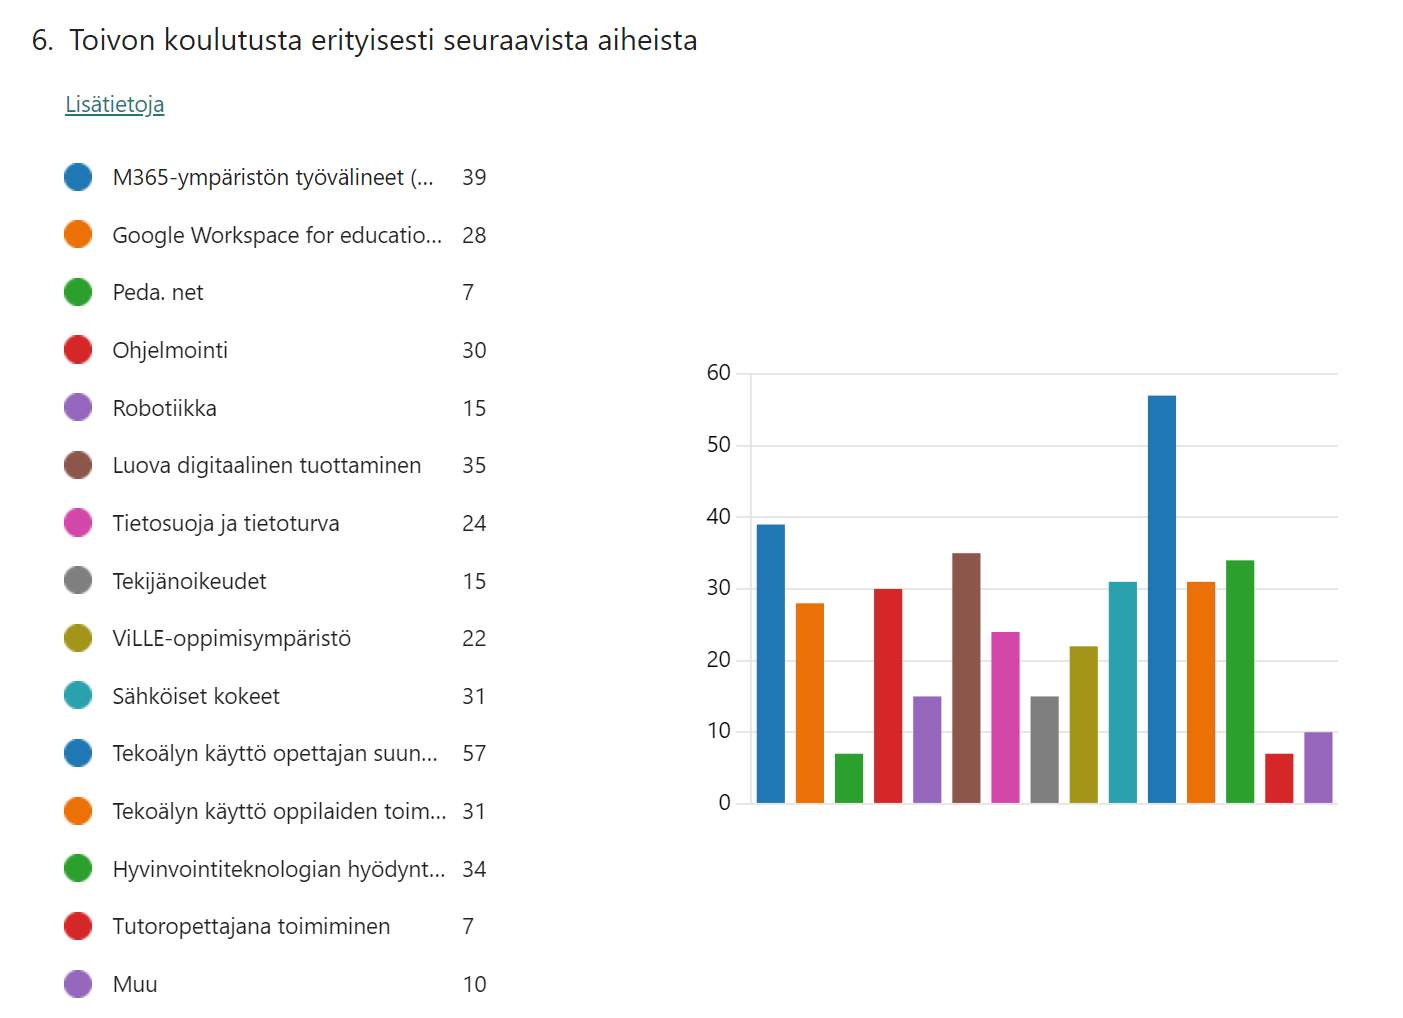 6. Toivon koulutusta erityisesti seuraavista aiheista
Lisätietoja
M365-ympäristön työvälineet (... 39
Google Workspace for educatio... 28
Peda. net 7
Ohjelmointi 30
Robotiikka 15
Luova digitaalinen tuottaminen 35
Tietosuoja ja tietoturva 24
Tekijänoikeudet 15
ViLLE-oppimisympäristö 22
Sähköiset kokeet 31
Tekoälyn käyttö opettajan suun... 57
Tekoälyn käyttö oppilaiden toim... 31
Hyvinvointiteknologian hyödynt... 34
Tutoropettajana toimiminen 7
Muu 10
60
50
40
30
20
10
0